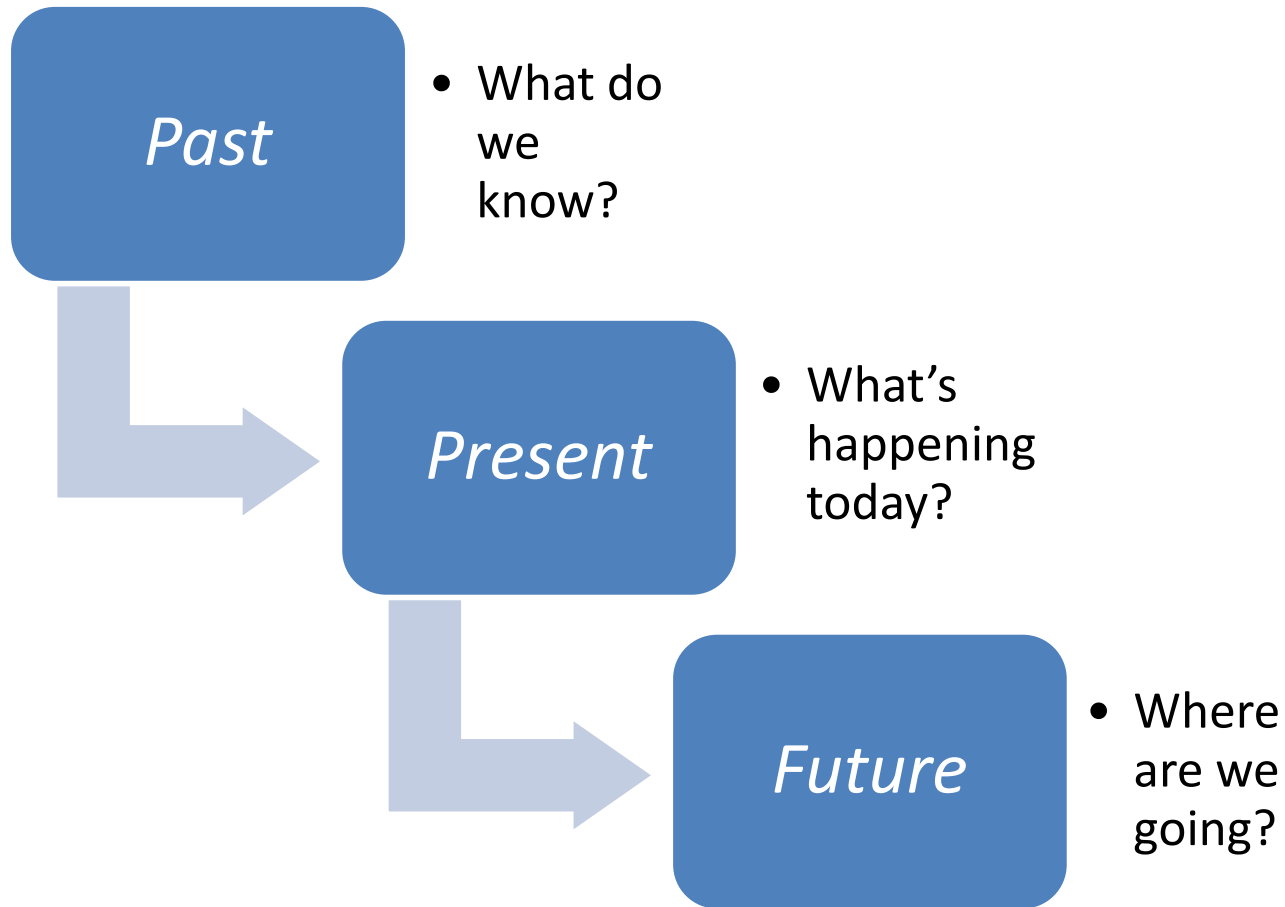 Past
• What do
we
know?
Present
• What’s
happening
today?
Future
• Where
are we
going?